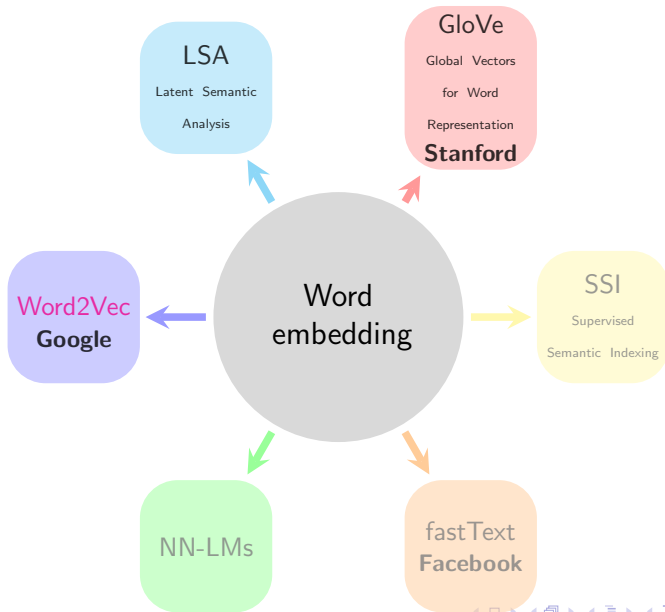 LSA
Latent Semantic
Analysis
GloVe
Global Vectors
for Word
Representation
Stanford
Word2Vec
Google
Word
embedding
SSI
Supervised
Semantic Indexing
NN-LMs
fastText
Facebook